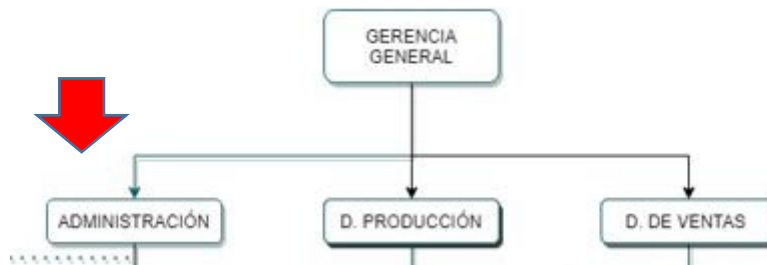 GERENCIA
GENERAL
ADMINISTRACIÓN
D. PRODUCCIÓN
D. DE VENTAS